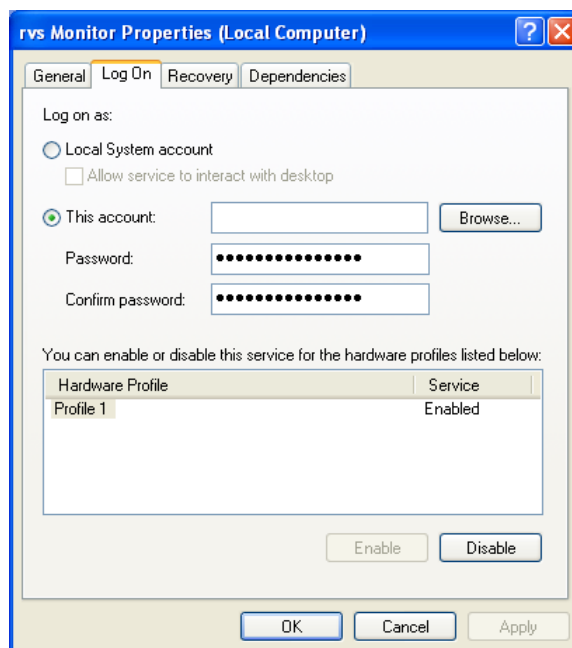 rvs Monitor Properties (Local Computer)
General Log On Recovery Dependencies
Log on as:
Local System account
Allow service to interact with desktop
This account: Browse...
Password: ●●●●●●●●●●●●●●●
Confirm password: ●●●●●●●●●●●●●●●
You can enable or disable this service for the hardware profiles listed below:
Hardware Profile Service
Profile 1 Enabled
Enable Disable
OK Cancel Apply